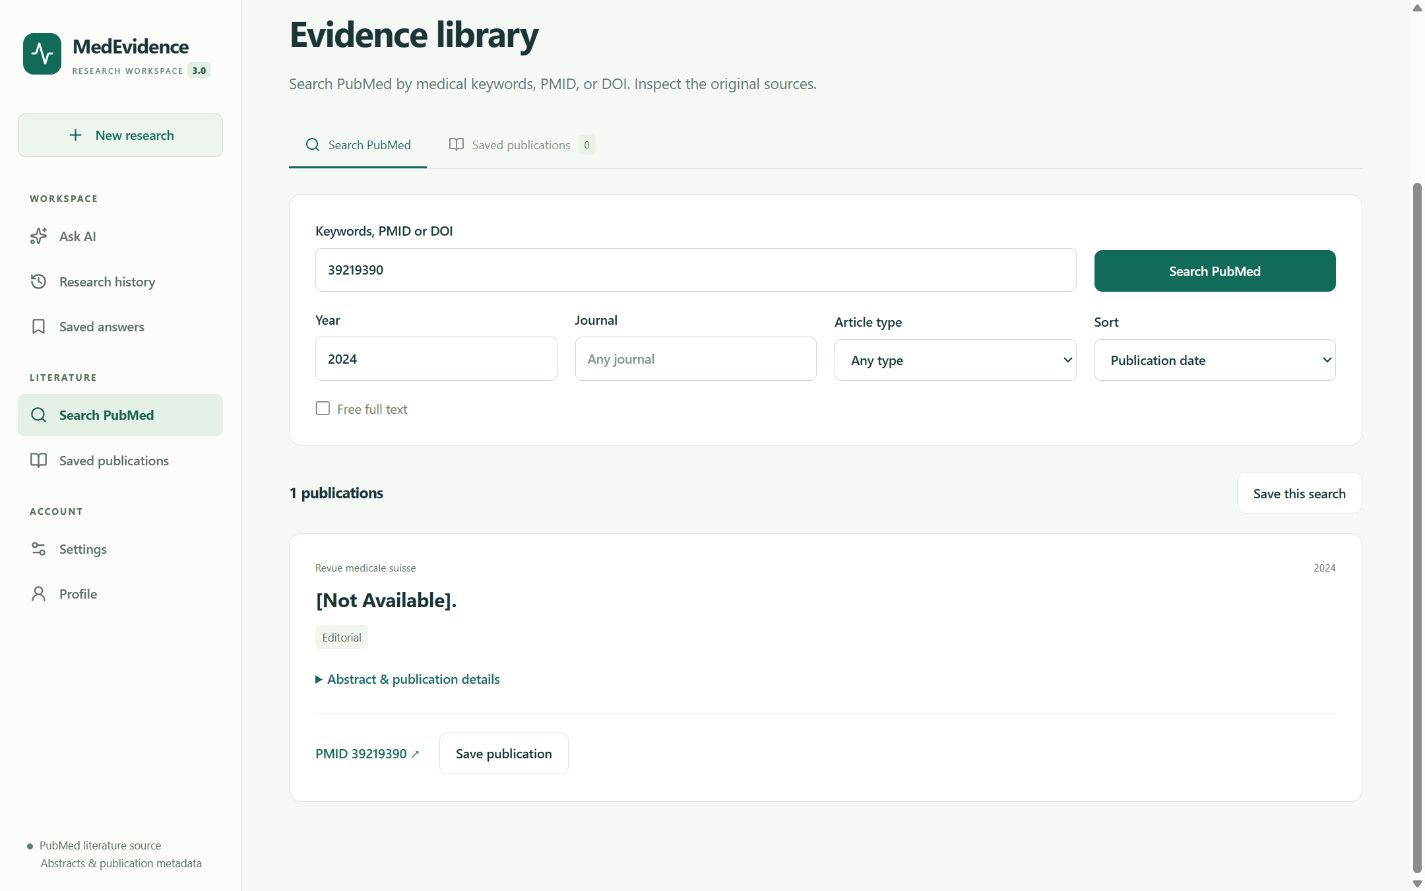 MedEvidence
RESEARCH WORKSPACE 3.0
New research
WORKSPACE
Ask AI
Research history
Saved answers
LITERATURE
Search PubMed
Saved publications
ACCOUNT
Settings
Profile
PubMed literature source
Abstracts & publication metadata
Evidence library
Search PubMed by medical keywords, PMID, or DOI. Inspect the original sources.
Search PubMed
Saved publications 0
Keywords, PMID or DOI
39219390
Search PubMed
Year
Journal
Article type
Sort
2024
Any journal
Any type
Publication date
Free full text
1 publications
Save this search
Revue medicale suisse
2024
[Not Available].
Editorial
Abstract & publication details
PMID 39219390 ↗
Save publication